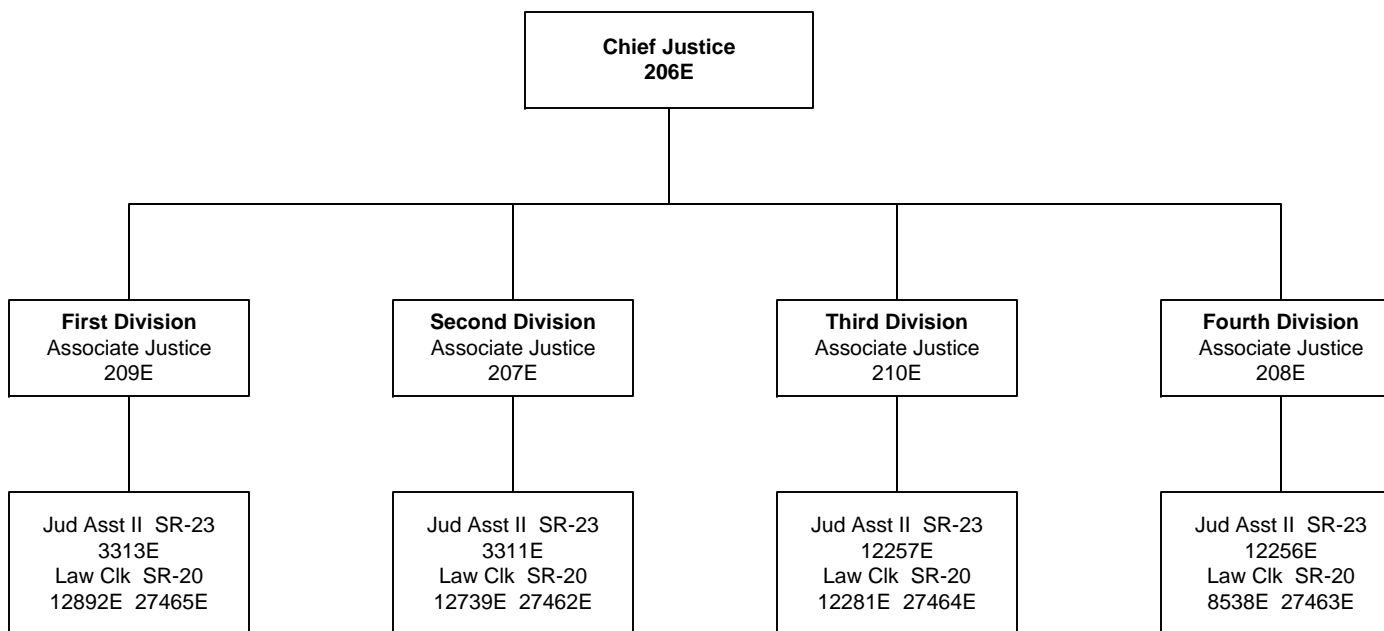 Chief Justice
206E
First Division
Associate Justice
209E
Second Division
Associate Justice
207E
Third Division
Associate Justice
210E
Fourth Division
Associate Justice
208E
Jud Asst II  SR-23
3313E
Law Clk  SR-20
12892E  27465E
Jud Asst II  SR-23
3311E
Law Clk  SR-20
12739E  27462E
Jud Asst II  SR-23
12257E
Law Clk  SR-20
12281E  27464E
Jud Asst II  SR-23
12256E
Law Clk  SR-20
8538E  27463E